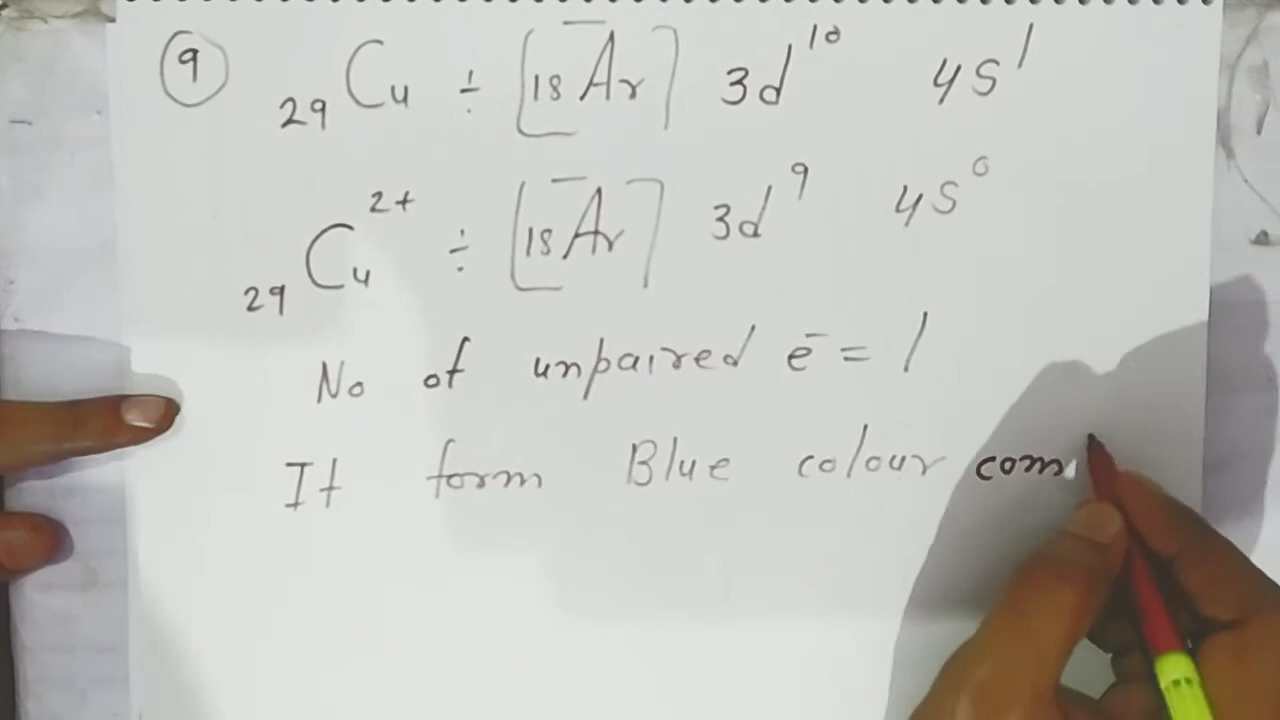 9 29Cu ÷ [18Ar] 3d10 4s1
29Cu2+ ÷ [18Ar] 3d9 4s0
No of unpaired e- = 1
It form Blue colour com